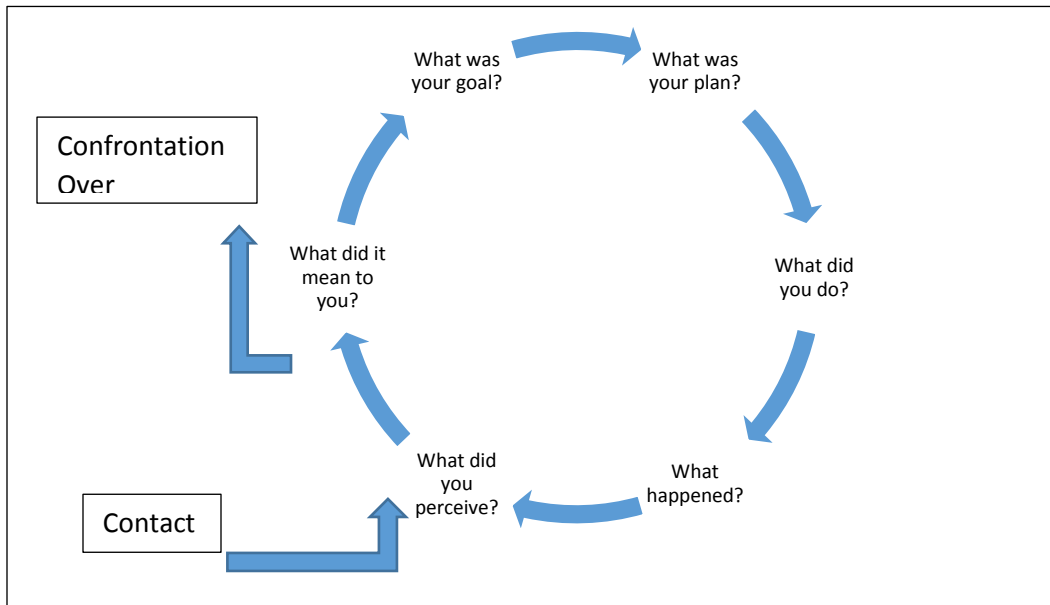 What was
your goal?
What was
your plan?
Confrontation
Over
What did it
mean to
you?
What did
you do?
What did
you
perceive?
What
happened?
Contact